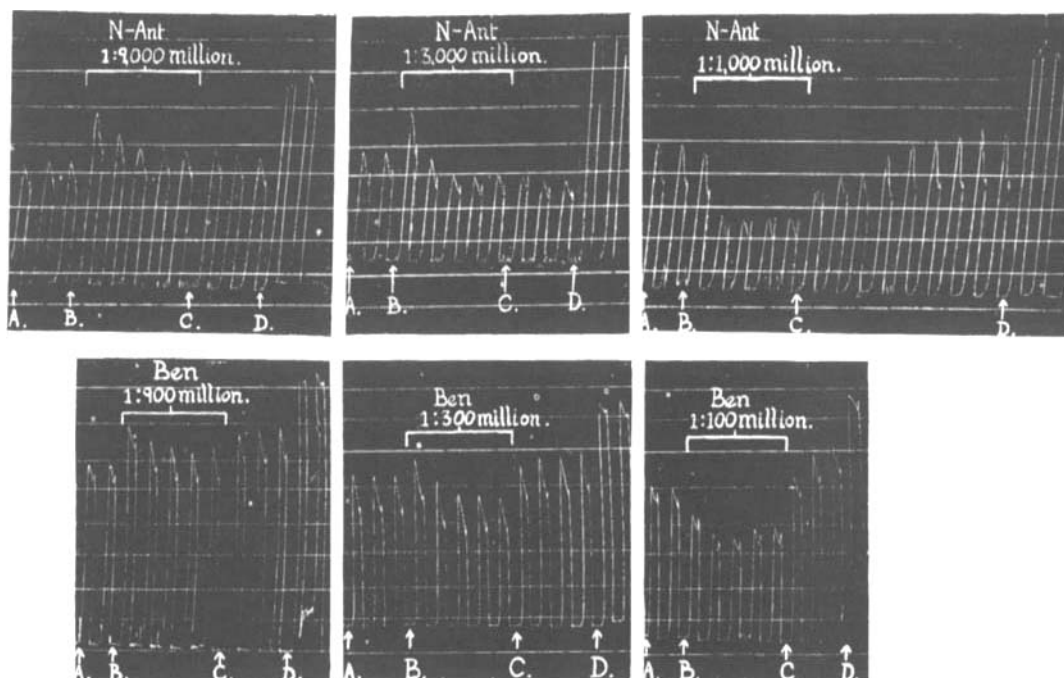 N-Ant
1:9,000 million.
A. B. C. D.
N-Ant
1:3,000 million.
A. B. C. D.
N-Ant
1:1,000 million.
A. B. C. D.
Ben
1:900 million.
A. B. C. D.
Ben
1:300 million.
A. B. C. D.
Ben
1:100 million.
A. B. C D.